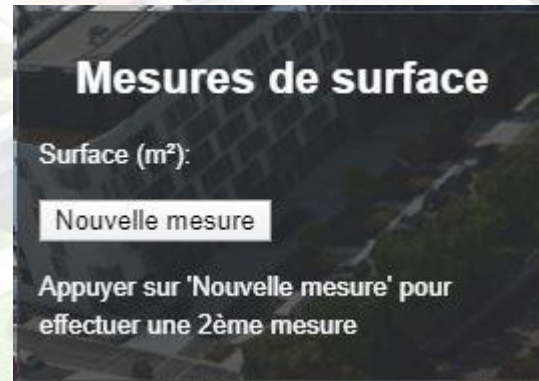 Mesures de surface
Surface (m²):
Nouvelle mesure
Appuyer sur 'Nouvelle mesure' pour
effectuer une 2ème mesure